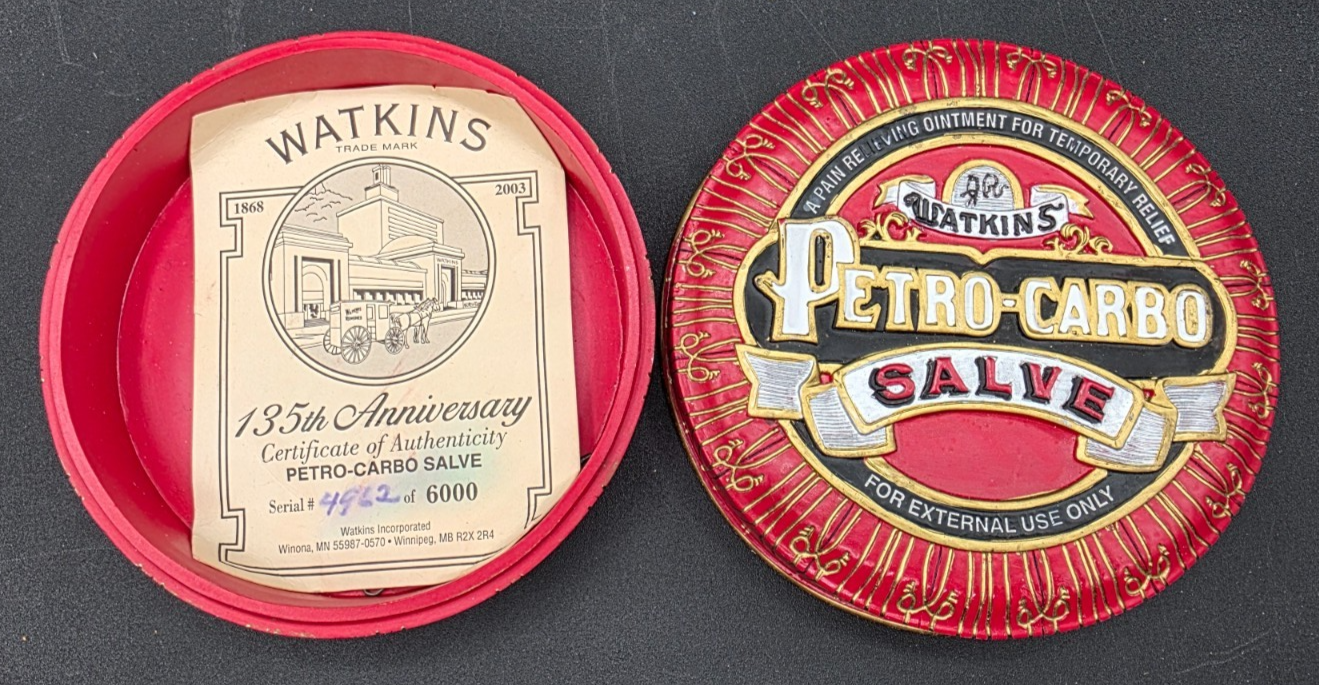 WATKINS
TRADE MARK
1868
2003
WATKINS
135th Anniversary
Certificate of Authenticity
PETRO-CARBO SALVE
Serial # 4962 of 6000
Watkins Incorporated
Winona, MN 55987-0570 • Winnipeg, MB R2X 2R4
A PAIN RELIEVING OINTMENT FOR TEMPORARY RELIEF
WATKINS
PETRO-CARBO
SALVE
FOR EXTERNAL USE ONLY